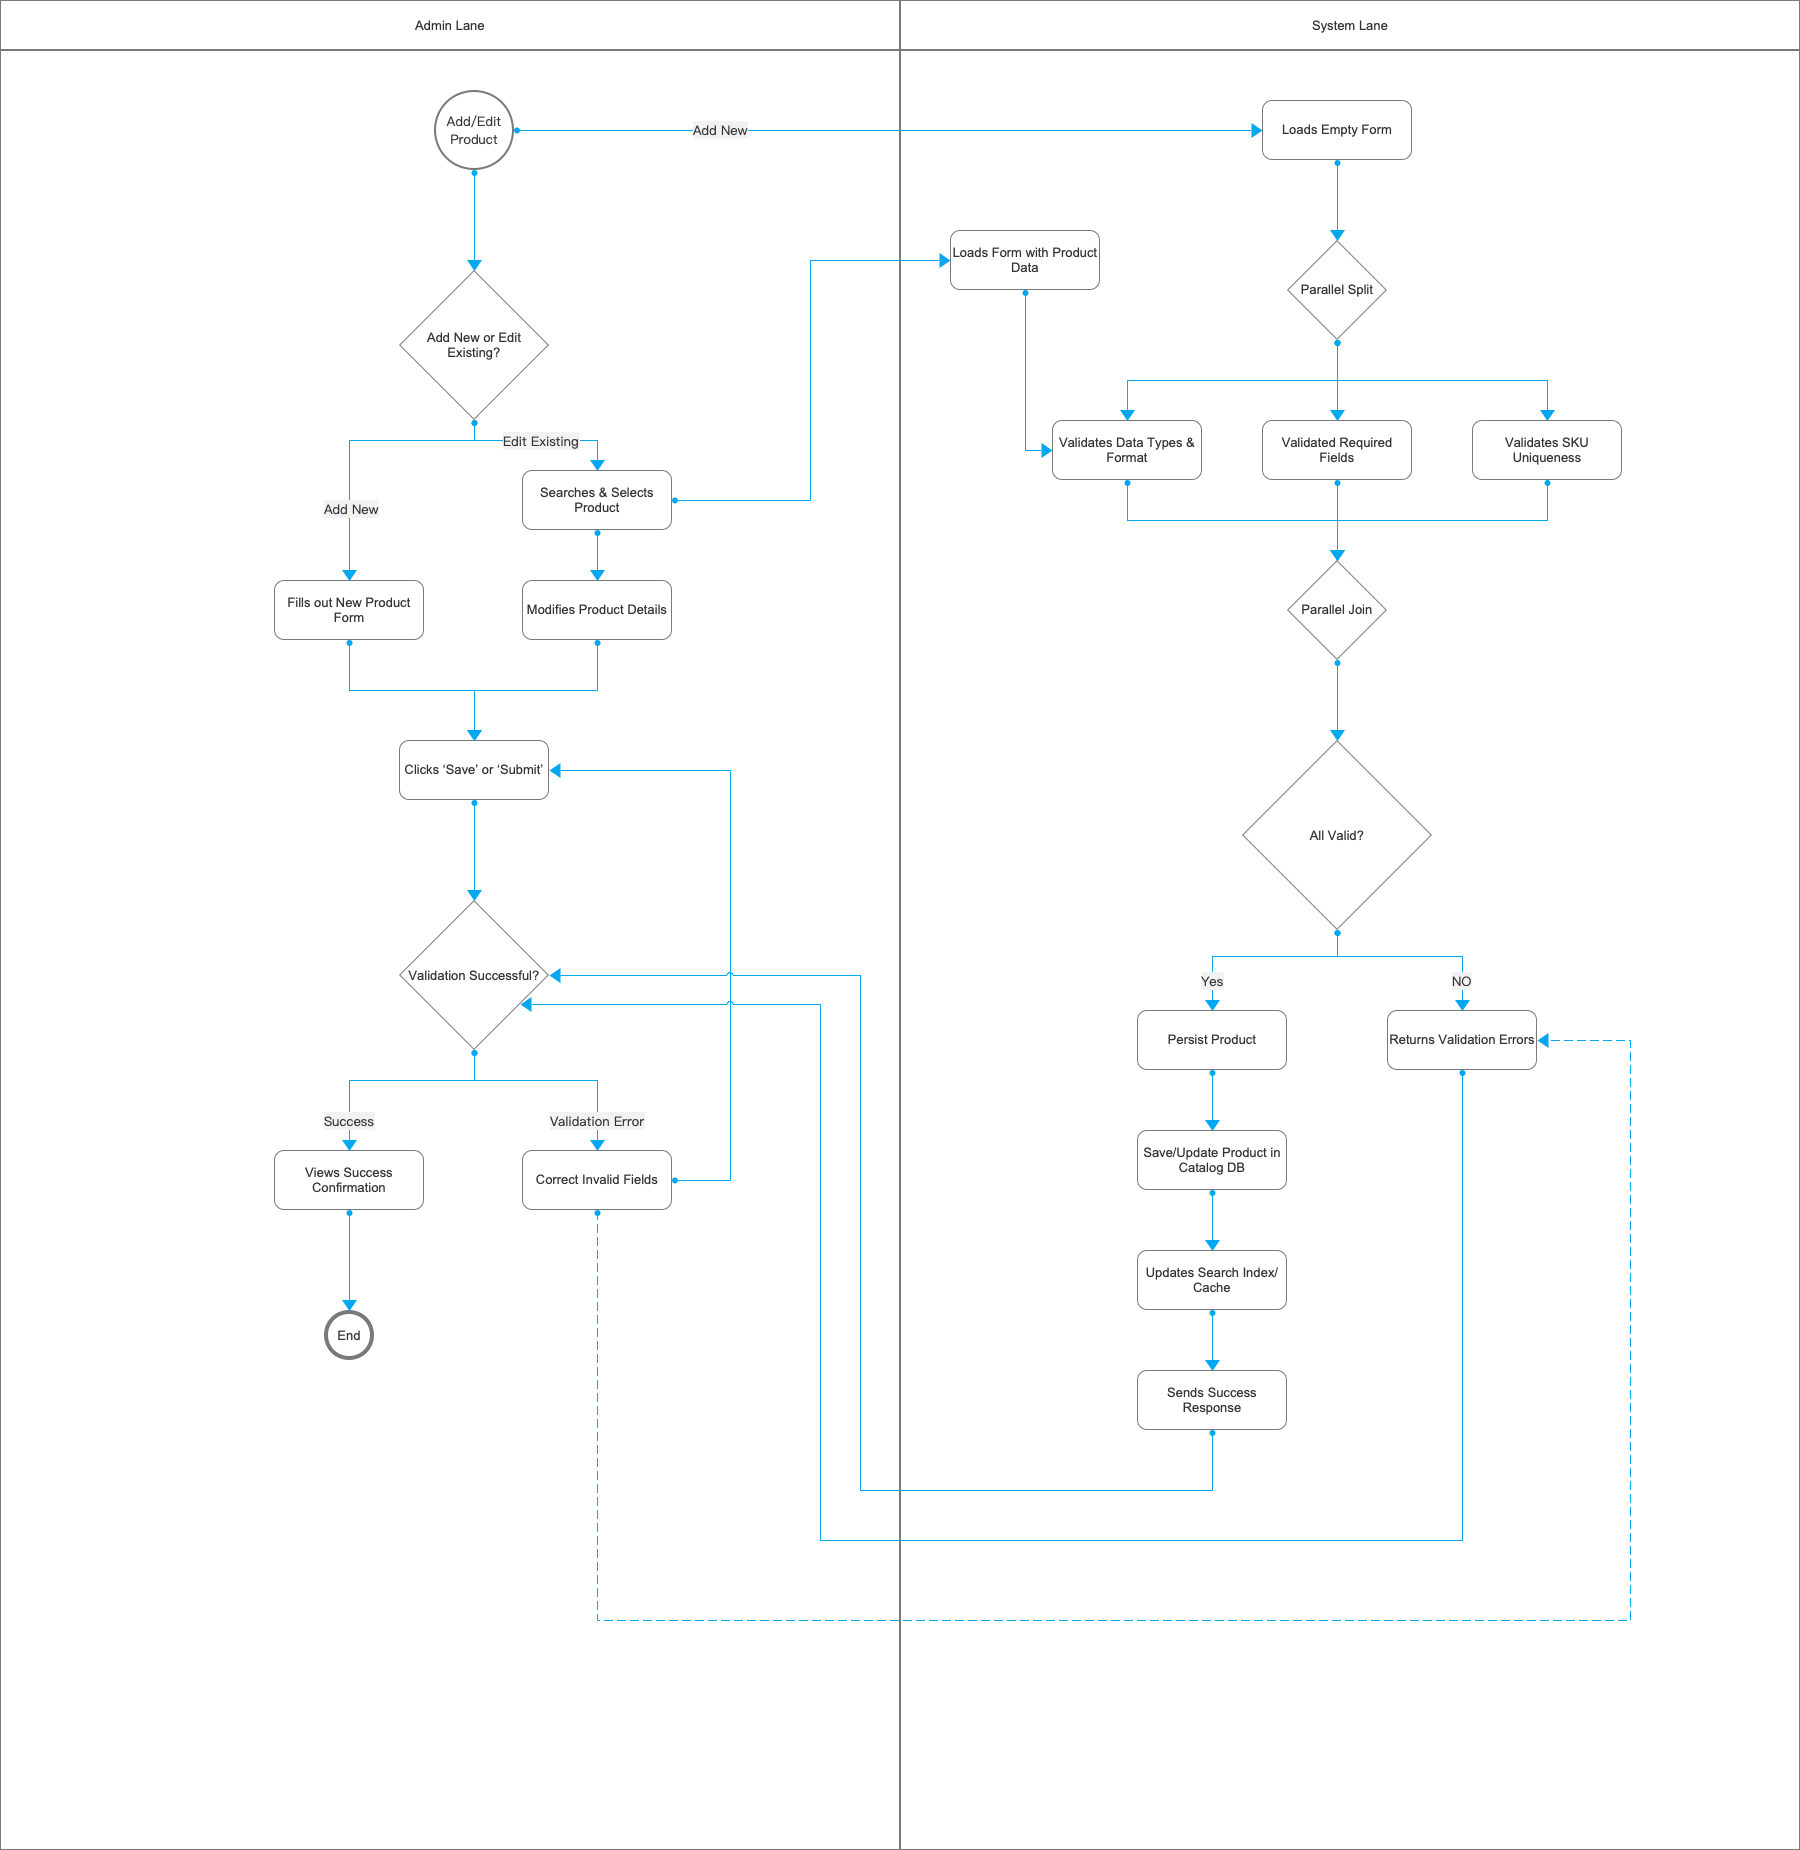 Admin Lane
System Lane
Add/Edit
Product
Add New
Loads Empty Form
Loads Form with Product
Data
Parallel Split
Add New or Edit
Existing?
Edit Existing
Add New
Searches & Selects
Product
Validates Data Types &
Format
Validated Required
Fields
Validates SKU
Uniqueness
Fills out New Product
Form
Modifies Product Details
Parallel Join
Clicks ‘Save’ or ‘Submit’
All Valid?
Validation Successful?
Yes
NO
Persist Product
Returns Validation Errors
Success
Validation Error
Views Success
Confirmation
Correct Invalid Fields
Save/Update Product in
Catalog DB
Updates Search Index/
Cache
End
Sends Success
Response